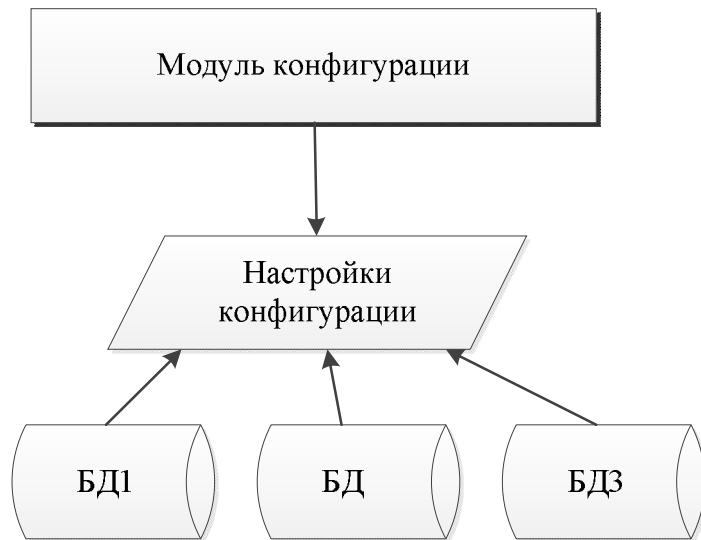 Модуль конфигурации
Настройки
конфигурации
БД1
БД
БД3